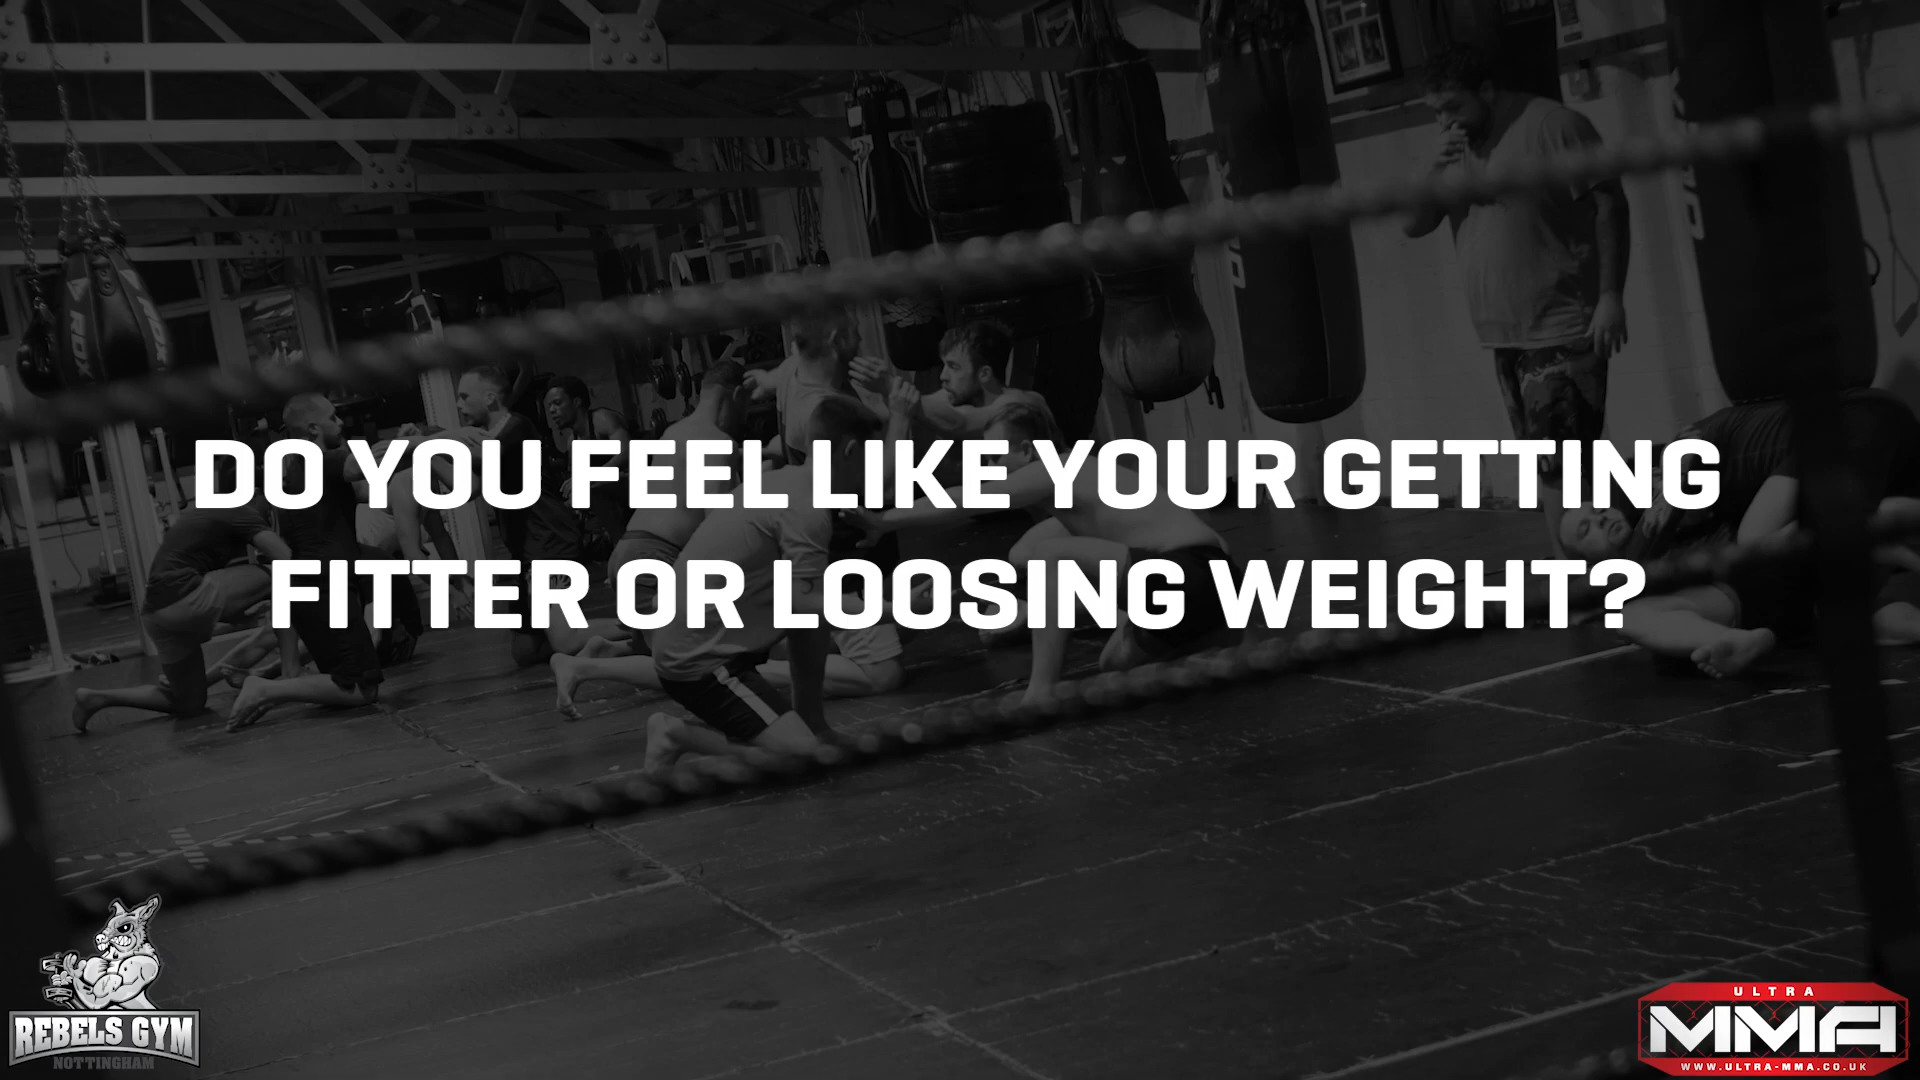 DO YOU FEEL LIKE YOUR GETTING
FITTER OR LOOSING WEIGHT?
RDX
REBELS GYM
NOTTINGHAM
ULTRA
MMA
WWW.ULTRA-MMA.CO.UK